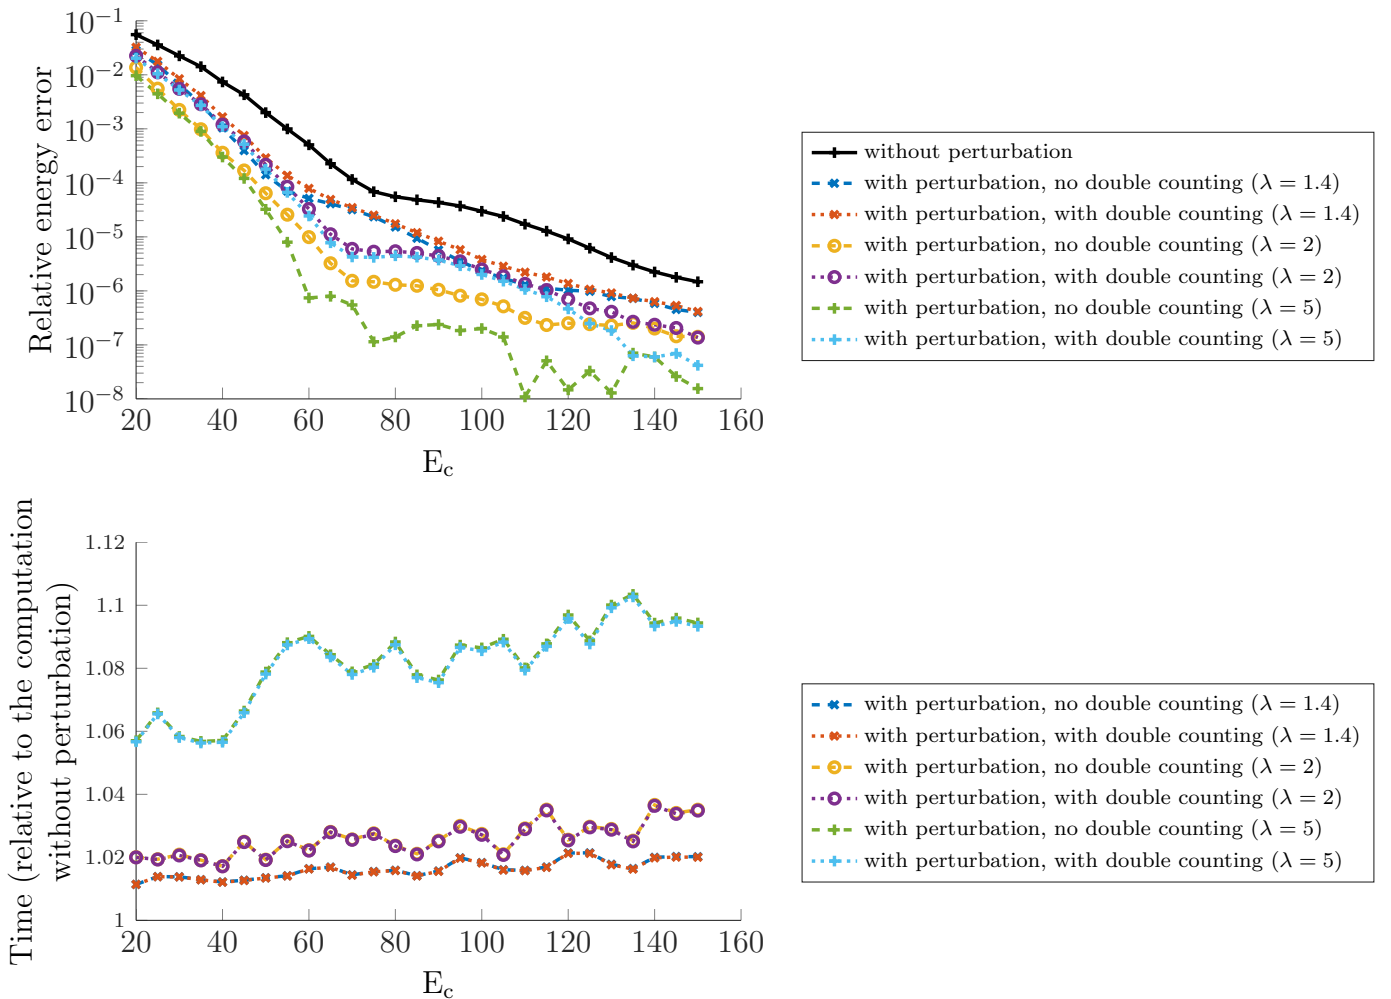 10−1
10−2
10−3
10−4
10−5
10−6
10−7
10−8
Relative energy error
20 40 60 80 100 120 140 160
Ec
without perturbation
with perturbation, no double counting (λ = 1.4)
with perturbation, with double counting (λ = 1.4)
with perturbation, no double counting (λ = 2)
with perturbation, with double counting (λ = 2)
with perturbation, no double counting (λ = 5)
with perturbation, with double counting (λ = 5)
1.12
1.1
1.08
1.06
1.04
1.02
1
Time (relative to the computation
without perturbation)
20 40 60 80 100 120 140 160
Ec
with perturbation, no double counting (λ = 1.4)
with perturbation, with double counting (λ = 1.4)
with perturbation, no double counting (λ = 2)
with perturbation, with double counting (λ = 2)
with perturbation, no double counting (λ = 5)
with perturbation, with double counting (λ = 5)